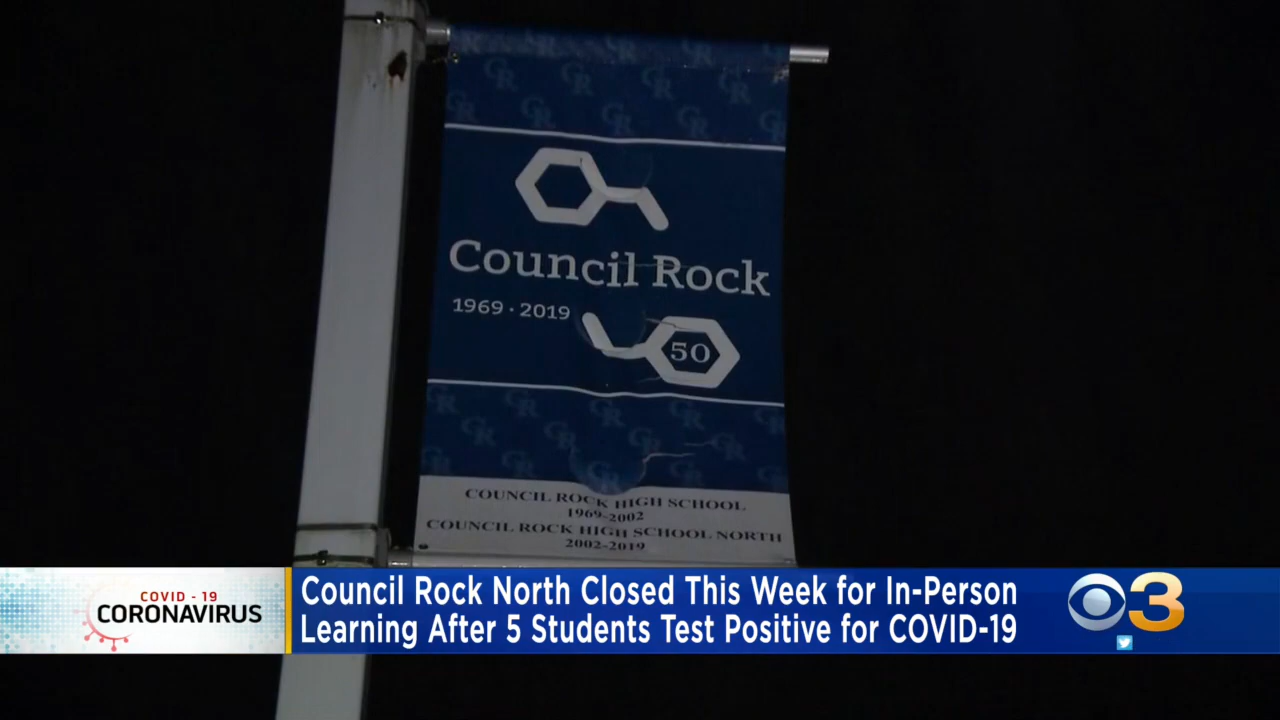 Council Rock
1969 · 2019
50
COUNCIL ROCK HIGH SCHOOL
1969-2002
COUNCIL ROCK HIGH SCHOOL NORTH
2002-2019
COVID - 19
CORONAVIRUS
Council Rock North Closed This Week for In-Person
Learning After 5 Students Test Positive for COVID-19
3